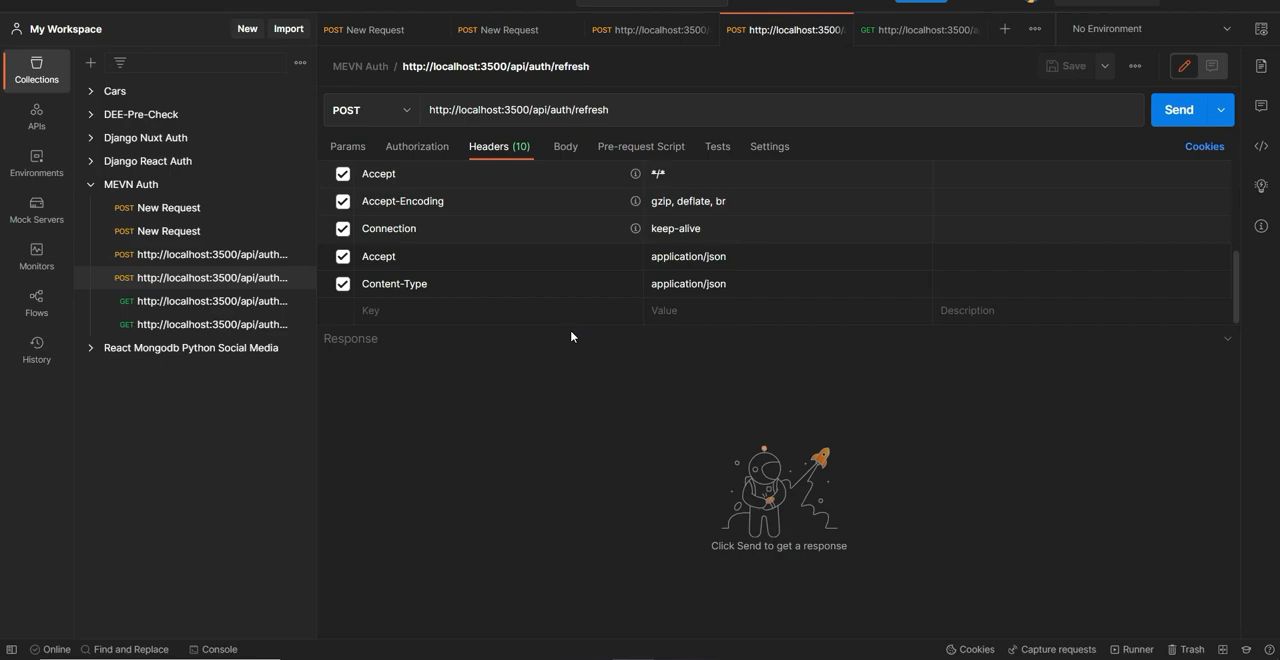 My Workspace
New
Import
POST New Request
POST New Request
POST http://localhost:3500/
POST http://localhost:3500/
GET http://localhost:3500/a
No Environment
Collections
APIs
Environments
Mock Servers
Monitors
Flows
History
Cars
DEE-Pre-Check
Django Nuxt Auth
Django React Auth
MEVN Auth
POST New Request
POST New Request
POST http://localhost:3500/api/auth...
POST http://localhost:3500/api/auth...
GET http://localhost:3500/api/auth...
GET http://localhost:3500/api/auth...
React Mongodb Python Social Media
MEVN Auth / http://localhost:3500/api/auth/refresh
Save
POST
http://localhost:3500/api/auth/refresh
Send
Params
Authorization
Headers (10)
Body
Pre-request Script
Tests
Settings
Cookies
Accept */*
Accept-Encoding gzip, deflate, br
Connection keep-alive
Accept application/json
Content-Type application/json
Key Value Description
Response
Click Send to get a response
Online
Find and Replace
Console
Cookies
Capture requests
Runner
Trash